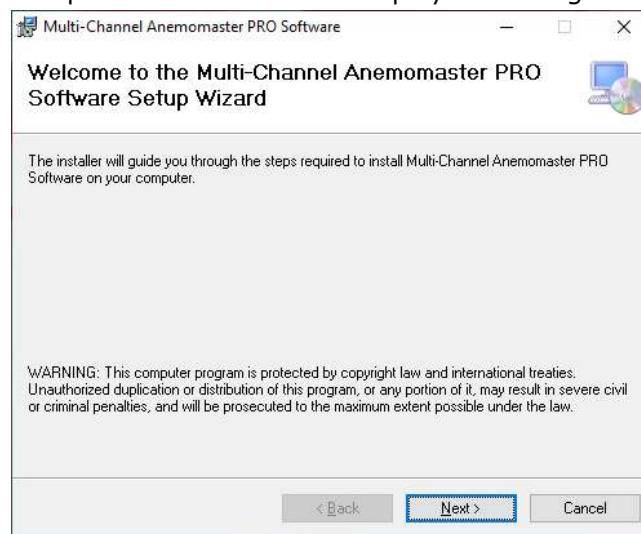 Multi-Channel Anemomaster PRO Software
Welcome to the Multi-Channel Anemomaster PRO
Software Setup Wizard
The installer will guide you through the steps required to install Multi-Channel Anemomaster PRO
Software on your computer.
WARNING: This computer program is protected by copyright law and international treaties.
Unauthorized duplication or distribution of this program, or any portion of it, may result in severe civil
or criminal penalties, and will be prosecuted to the maximum extent possible under the law.
< Back
Next >
Cancel